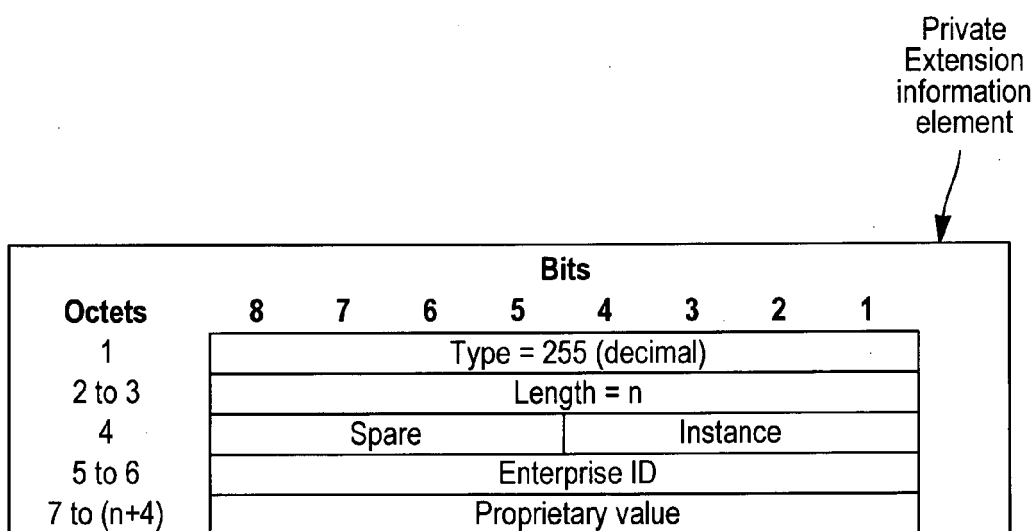 Private
Extension
information
element
Bits
Octets 8 7 6 5 4 3 2 1
1 Type = 255 (decimal)
2 to 3 Length = n
4 Spare Instance
5 to 6 Enterprise ID
7 to (n+4) Proprietary value